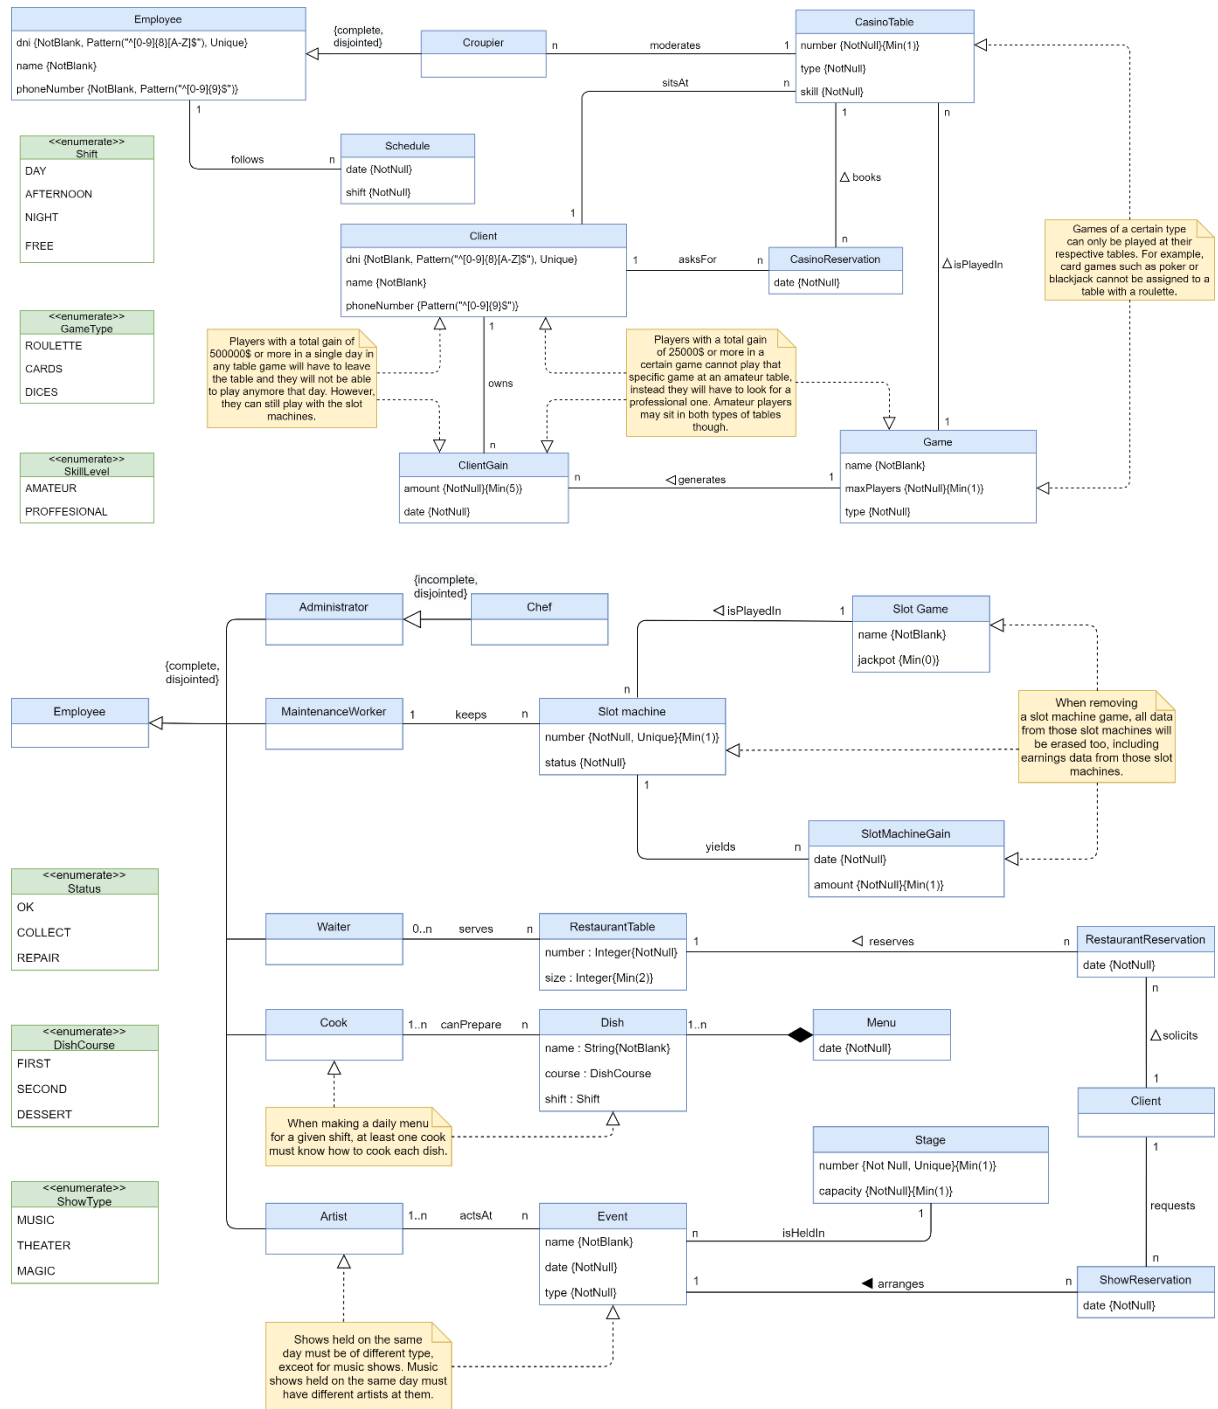 Employee
dni {NotBlank, Pattern("^[0-9]{8}[A-Z]$"), Unique}
name {NotBlank}
phoneNumber {NotBlank, Pattern("^[0-9]{9}$")}
{complete,
disjointed}
Croupier
n
moderates
1
CasinoTable
number {NotNull}{Min(1)}
type {NotNull}
skill {NotNull}
sitsAt
n
1
1
n
<<enumerate>>
Shift
DAY
AFTERNOON
NIGHT
FREE
follows
n
Schedule
date {NotNull}
shift {NotNull}
books
1
n
Client
dni {NotBlank, Pattern("^[0-9]{8}[A-Z]$"), Unique}
name {NotBlank}
phoneNumber {Pattern("^[0-9]{9}$")}
1
asksFor
n
CasinoReservation
date {NotNull}
isPlayedIn
Games of a certain type
can only be played at their
respective tables. For example,
card games such as poker or
blackjack cannot be assigned to a
table with a roulette.
<<enumerate>>
GameType
ROULETTE
CARDS
DICES
Players with a total gain of
500000$ or more in a single day in
any table game will have to leave
the table and they will not be able
to play anymore that day. However,
they can still play with the slot
machines.
1
owns
n
Players with a total gain
of 25000$ or more in a
certain game cannot play that
specific game at an amateur table,
instead they will have to look for a
professional one. Amateur players
may sit in both types of tables
though.
1
<<enumerate>>
SkillLevel
AMATEUR
PROFFESIONAL
ClientGain
amount {NotNull}{Min(5)}
date {NotNull}
n
generates
1
Game
name {NotBlank}
maxPlayers {NotNull}{Min(1)}
type {NotNull}
{incomplete,
disjointed}
Administrator
Chef
isPlayedIn
1
Slot Game
name {NotBlank}
jackpot {Min(0)}
{complete,
disjointed}
n
Employee
MaintenanceWorker
1
keeps
n
Slot machine
number {NotNull, Unique}{Min(1)}
status {NotNull}
When removing
a slot machine game, all data
from those slot machines will
be erased too, including
earnings data from those slot
machines.
1
yields
n
SlotMachineGain
date {NotNull}
amount {NotNull}{Min(1)}
<<enumerate>>
Status
OK
COLLECT
REPAIR
Waiter
0..n
serves
n
RestaurantTable
number : Integer{NotNull}
size : Integer{Min(2)}
1
reserves
n
RestaurantReservation
date {NotNull}
n
solicits
1
<<enumerate>>
DishCourse
FIRST
SECOND
DESSERT
Cook
1..n
canPrepare
n
Dish
name : String{NotBlank}
course : DishCourse
shift : Shift
1..n
Menu
date {NotNull}
Client
When making a daily menu
for a given shift, at least one cook
must know how to cook each dish.
1
requests
n
Stage
number {Not Null, Unique}{Min(1)}
capacity {NotNull}{Min(1)}
1
<<enumerate>>
ShowType
MUSIC
THEATER
MAGIC
Artist
1..n
actsAt
n
Event
name {NotBlank}
date {NotNull}
type {NotNull}
n
isHeldIn
1
arranges
n
ShowReservation
date {NotNull}
Shows held on the same
day must be of different type,
exceot for music shows. Music
shows held on the same day must
have different artists at them.